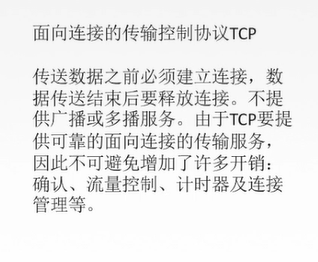 面向连接的传输控制协议TCP
传送数据之前必须建立连接，数
据传送结束后要释放连接。不提
供广播或多播服务。由于TCP要提
供可靠的面向连接的传输服务，
因此不可避免增加了许多开销：
确认、流量控制、计时器及连接
管理等。